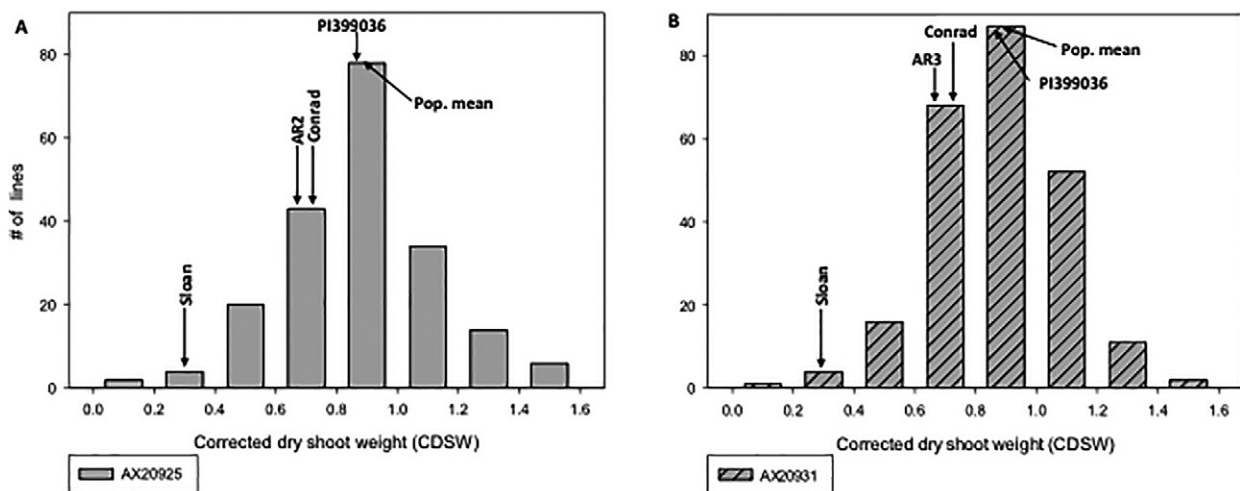 A
PI399036
80
Pop. mean
60
AR2
Conrad
# of lines
40
Sloan
20
0
0.0 0.2 0.4 0.6 0.8 1.0 1.2 1.4 1.6
Corrected dry shoot weight (CDSW)
AX20925
B
Conrad
80
Pop. mean
AR3
PI399036
60
40
Sloan
20
0
0.0 0.2 0.4 0.6 0.8 1.0 1.2 1.4 1.6
Corrected dry shoot weight (CDSW)
AX20931